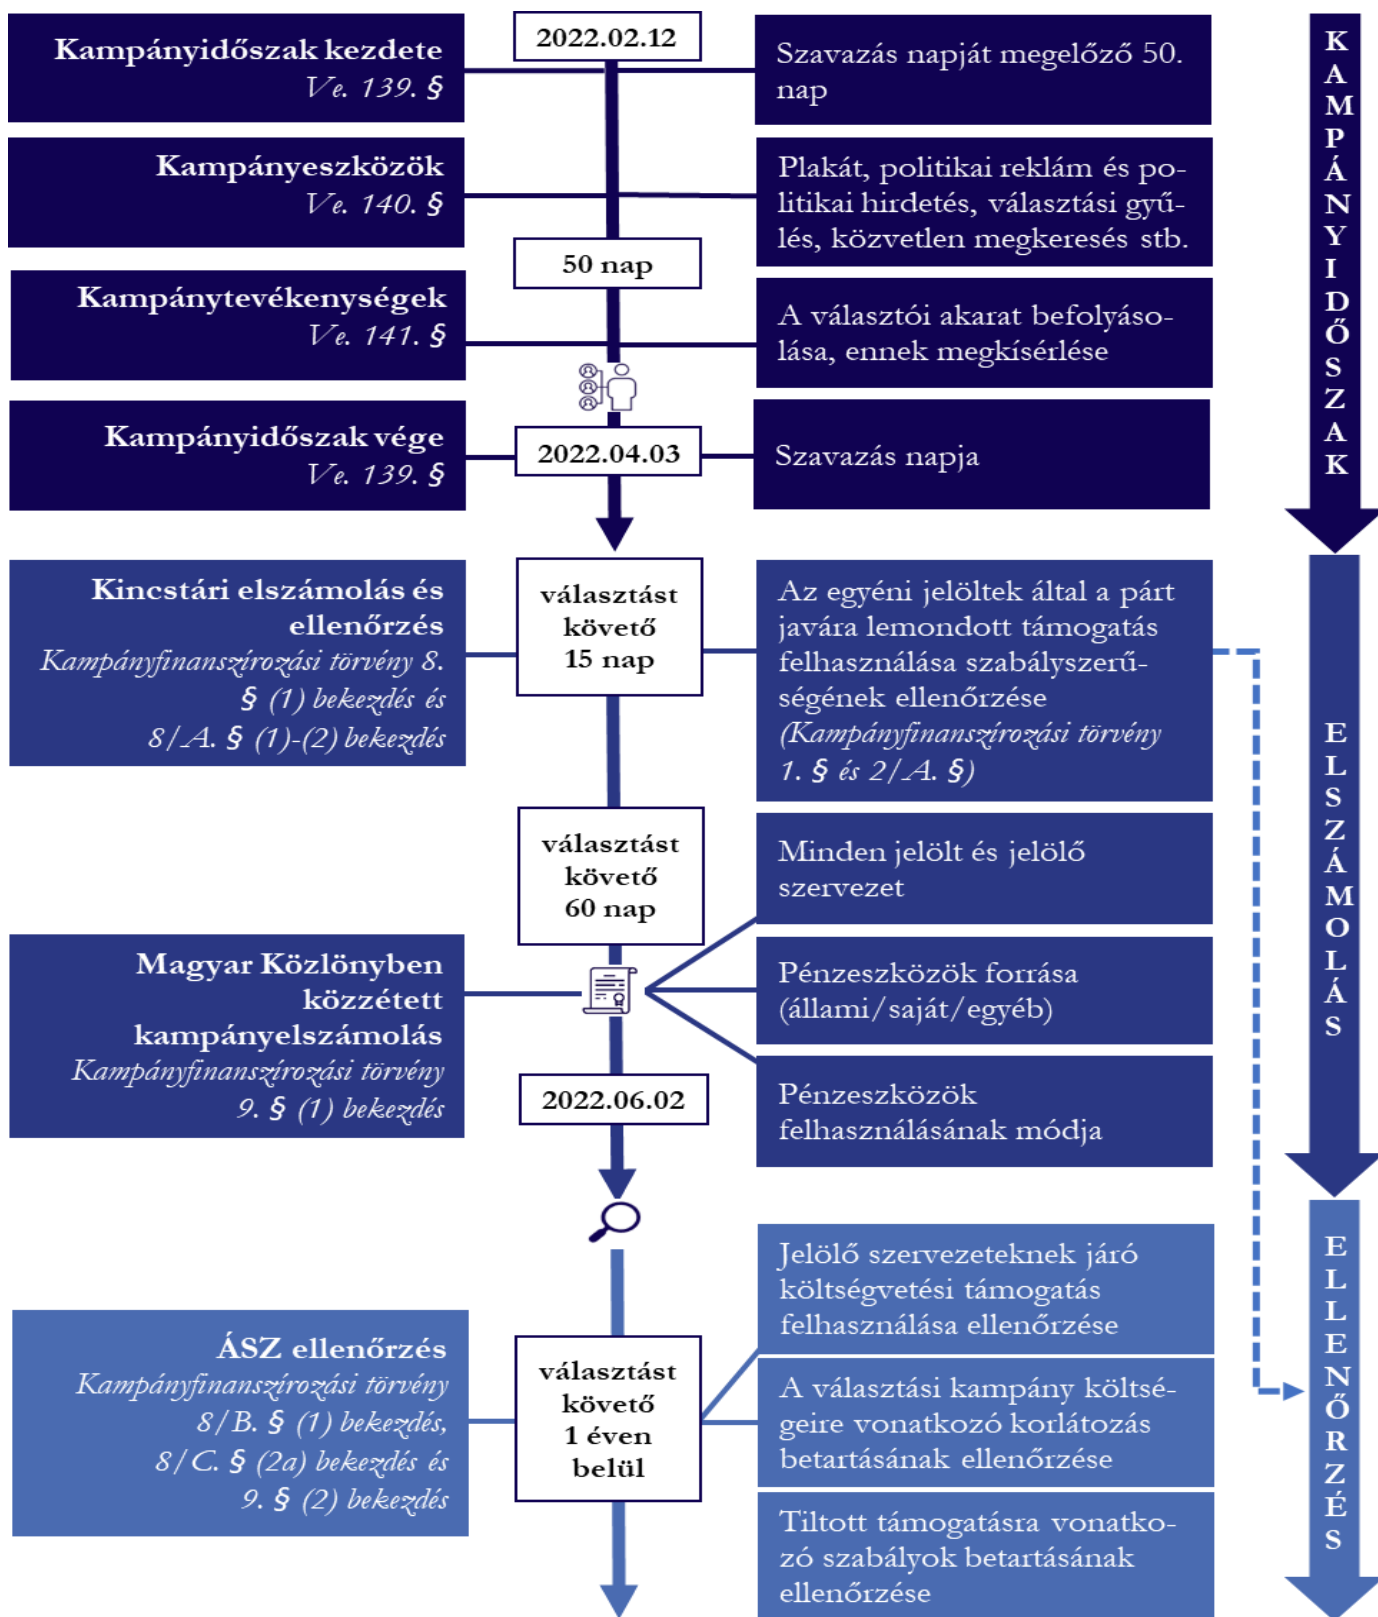 Kampányidőszak kezdete
Ve. 139. §
2022.02.12
Szavazás napját megelőző 50.
nap
Kampányeszközök
Ve. 140. §
Plakát, politikai reklám és po-
litikai hirdetés, választási gyű-
lés, közvetlen megkeresés stb.
50 nap
Kampánytevékenységek
Ve. 141. §
A választói akarat befolyáso-
lása, ennek megkísérlése
Kampányidőszak vége
Ve. 139. §
2022.04.03
Szavazás napja
KAMPÁNYIDŐSZAK
Kincstári elszámolás és
ellenőrzés
Kampányfinanszírozási törvény 8.
§ (1) bekezdés és
8/A. § (1)-(2) bekezdés
választást
követő
15 nap
Az egyéni jelöltek által a párt
javára lemondott támogatás
felhasználása szabályszerű-
ségének ellenőrzése
(Kampányfinanszírozási törvény
1. § és 2/A. §)
választást
követő
60 nap
Minden jelölt és jelölő
szervezet
Magyar Közlönyben
közzétett
kampányelszámolás
Kampányfinanszírozási törvény
9. § (1) bekezdés
Pénzeszközök forrása
(állami/saját/egyéb)
2022.06.02
Pénzeszközök
felhasználásának módja
ELSZÁMOLÁS
ÁSZ ellenőrzés
Kampányfinanszírozási törvény
8/B. § (1) bekezdés,
8/C. § (2a) bekezdés és
9. § (2) bekezdés
választást
követő
1 éven
belül
Jelölő szervezeteknek járó
költségvetési támogatás
felhasználása ellenőrzése
A választási kampány költsé-
geire vonatkozó korlátozás
betartásának ellenőrzése
Tiltott támogatásra vonatko-
zó szabályok betartásának
ellenőrzése
ELLENŐRZÉS